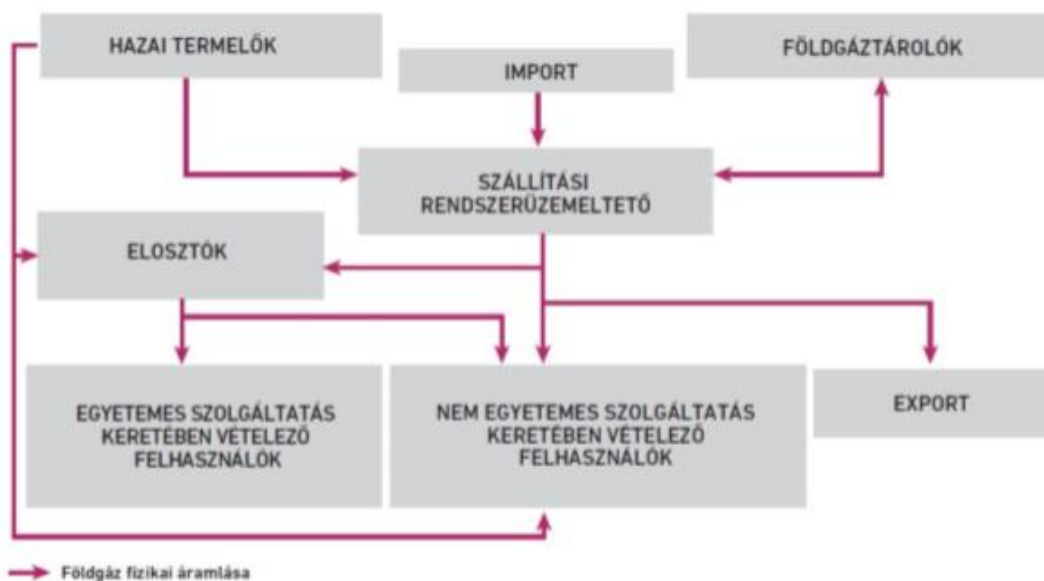 HAZAI TERMELŐK
IMPORT
FÖLDGÁZTÁROLÓK
SZÁLLÍTÁSI
RENDSZERÜZEMELTETŐ
ELOSZTÓK
EGYETEMES SZOLGÁLTATÁS
KERETÉBEN VÉTELEZŐ
FELHASZNÁLÓK
NEM EGYETEMES SZOLGÁLTATÁS
KERETÉBEN VÉTELEZŐ
FELHASZNÁLÓK
EXPORT
Földgáz fizikai áramlása